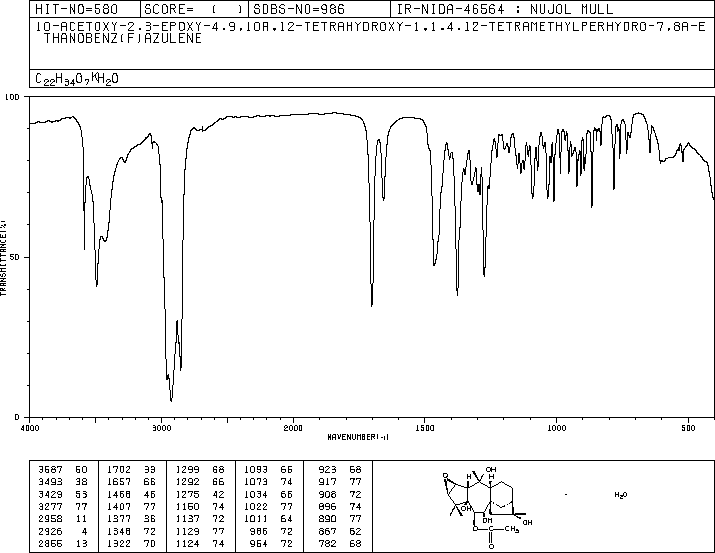 HIT-NO=580 SCORE= ( ) SDBS-NO=986 IR-NIDA-46564 : NUJOL MULL
10-ACETOXY-2,3-EPOXY-4,9,10A,12-TETRAHYDROXY-1,1,4,12-TETRAMETHYLPERHYDRO-7,8A-E
THANOBENZ(F)AZULENE
C22H34O7KH2O
100
50
0
TRANSMITTANCE(%)
4000 3000 2000 1500 1000 500
WAVENUMBER(-1)
3587 60 1702 39 1299 68 1093 66 923 68
3493 38 1657 66 1292 66 1073 74 917 77
3429 53 1468 46 1275 42 1034 66 908 72
3277 77 1407 77 1160 74 1022 77 896 74
2958 11 1377 36 1137 72 1011 64 890 77
2926 4 1348 72 1129 77 986 72 867 62
2866 13 1322 70 1124 74 964 72 782 68
O H OH H OH OH OH O CH3 O
H2O